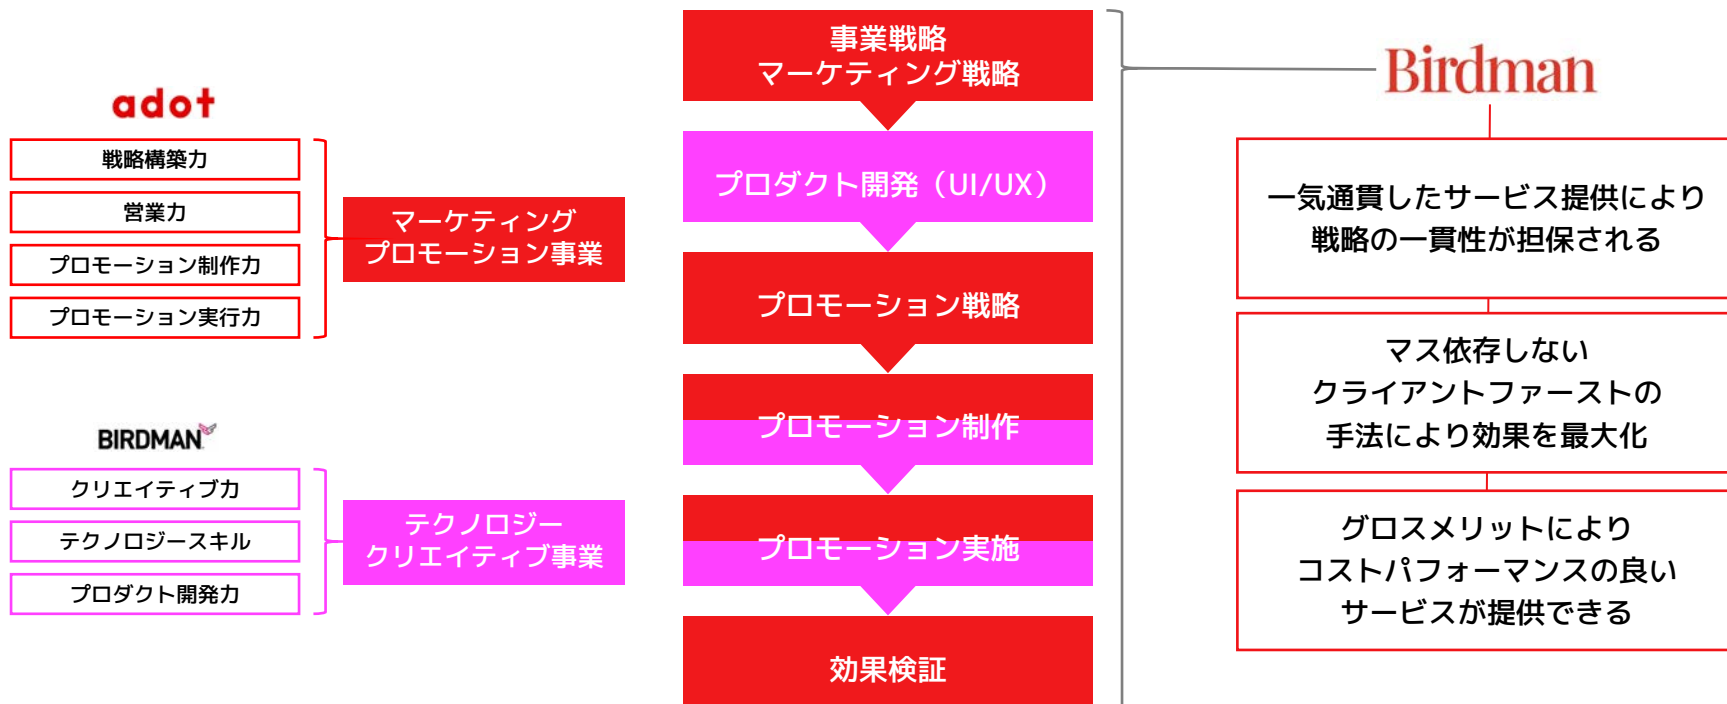 adot
戦略構築力
営業力
プロモーション制作力
プロモーション実行力
マーケティング
プロモーション事業
BIRDMAN
クリエイティブ力
テクノロジースキル
プロダクト開発力
テクノロジー
クリエイティブ事業
事業戦略
マーケティング戦略
プロダクト開発（UI/UX）
プロモーション戦略
プロモーション制作
プロモーション実施
効果検証
Birdman
一気通貫したサービス提供により
戦略の一貫性が担保される
マス依存しない
クライアントファーストの
手法により効果を最大化
グロスメリットにより
コストパフォーマンスの良い
サービスが提供できる